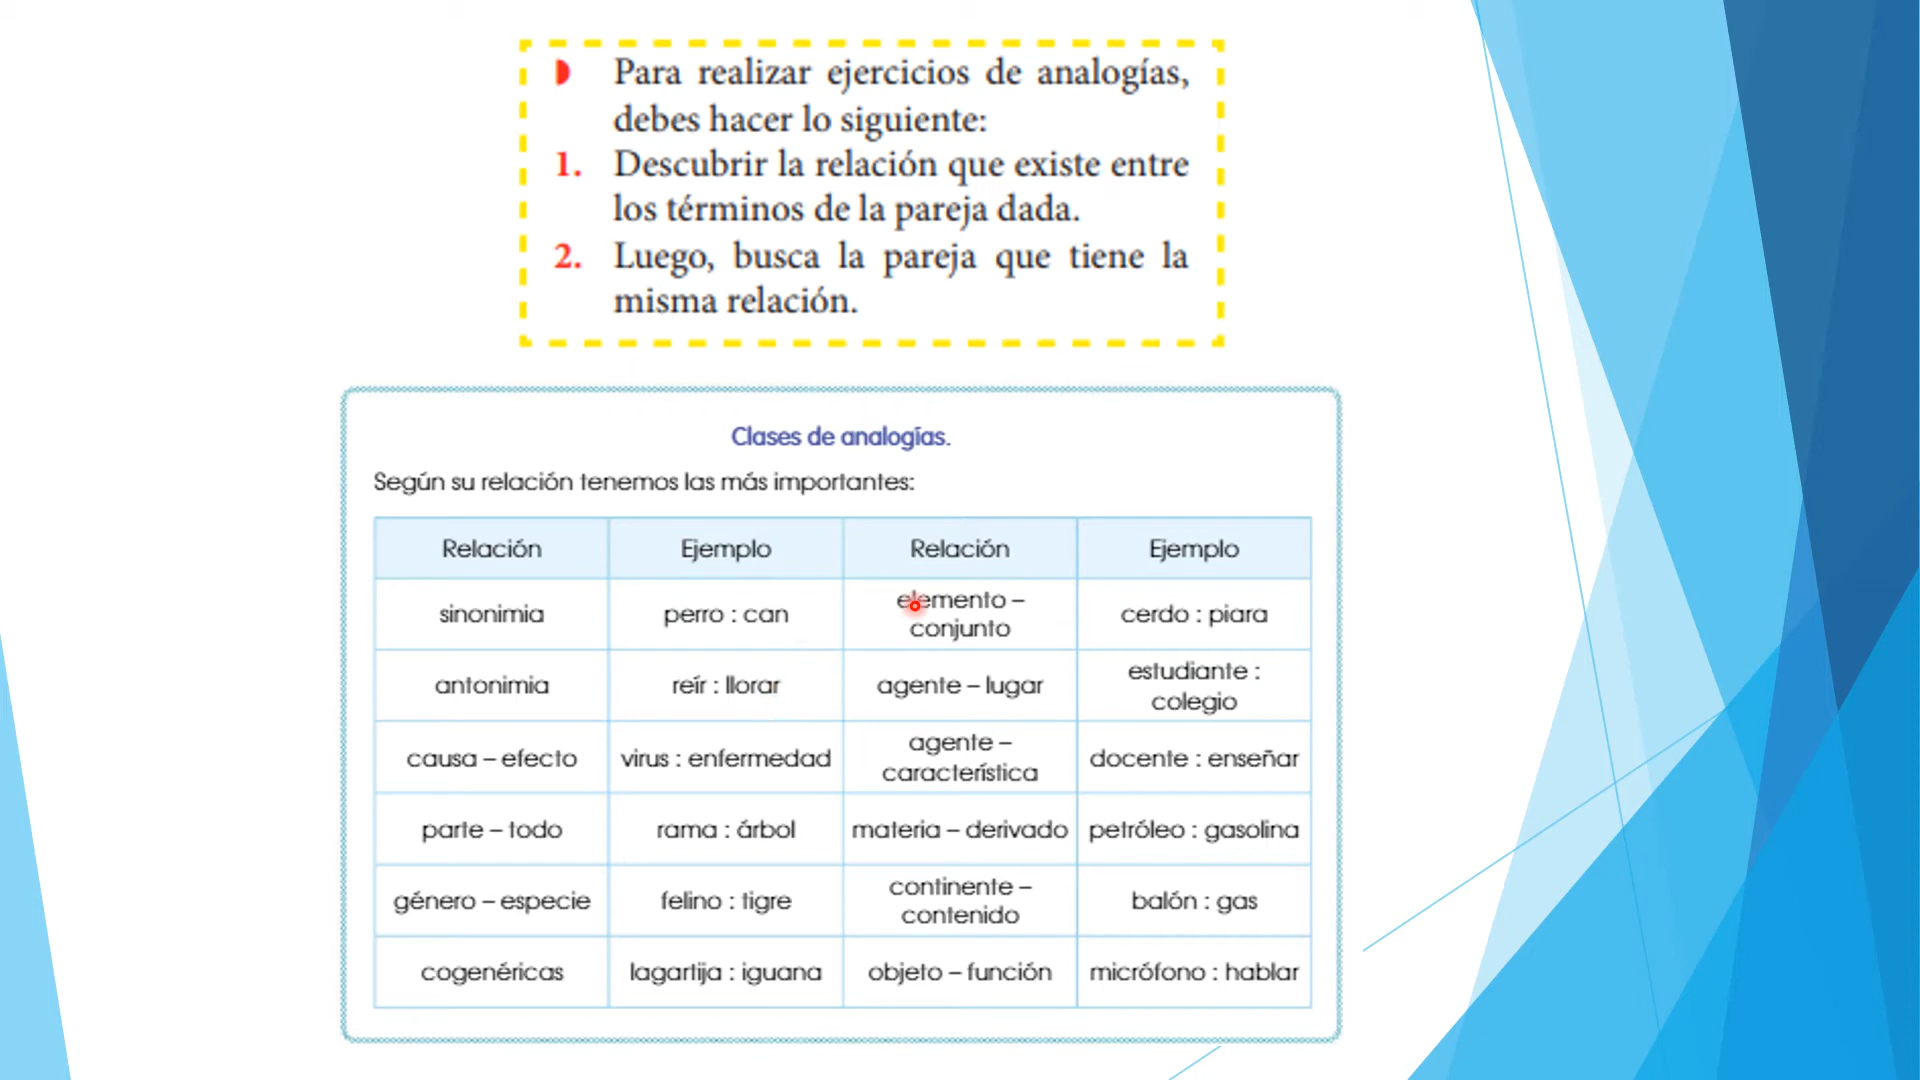 Para realizar ejercicios de analogías,
debes hacer lo siguiente:
1. Descubrir la relación que existe entre
los términos de la pareja dada.
2. Luego, busca la pareja que tiene la
misma relación.
Clases de analogías.
Según su relación tenemos las más importantes:
Relación Ejemplo Relación Ejemplo
sinonimia perro : can elemento – conjunto cerdo : piara
antonimia reír : llorar agente – lugar estudiante : colegio
causa – efecto virus : enfermedad agente – característica docente : enseñar
parte – todo rama : árbol materia – derivado petróleo : gasolina
género – especie felino : tigre continente – contenido balón : gas
cogenéricas lagartija : iguana objeto – función micrófono : hablar